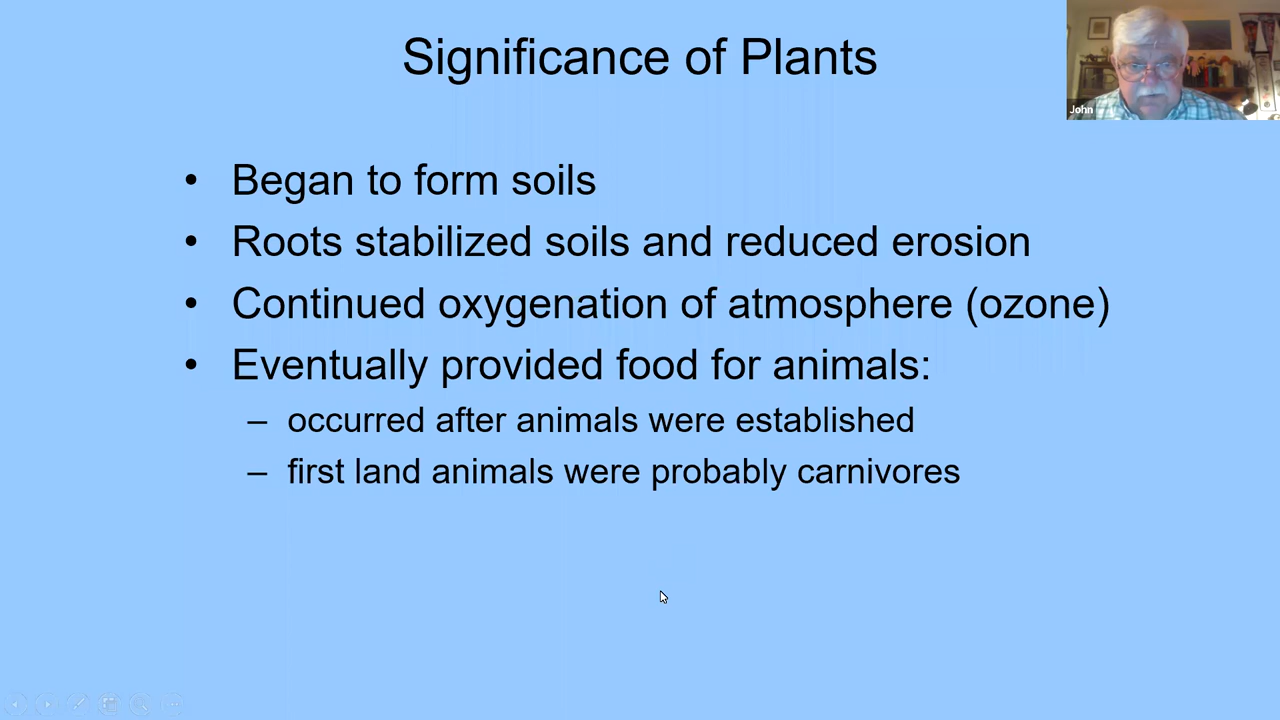 Significance of Plants
John
• Began to form soils
• Roots stabilized soils and reduced erosion
• Continued oxygenation of atmosphere (ozone)
• Eventually provided food for animals:
– occurred after animals were established
– first land animals were probably carnivores